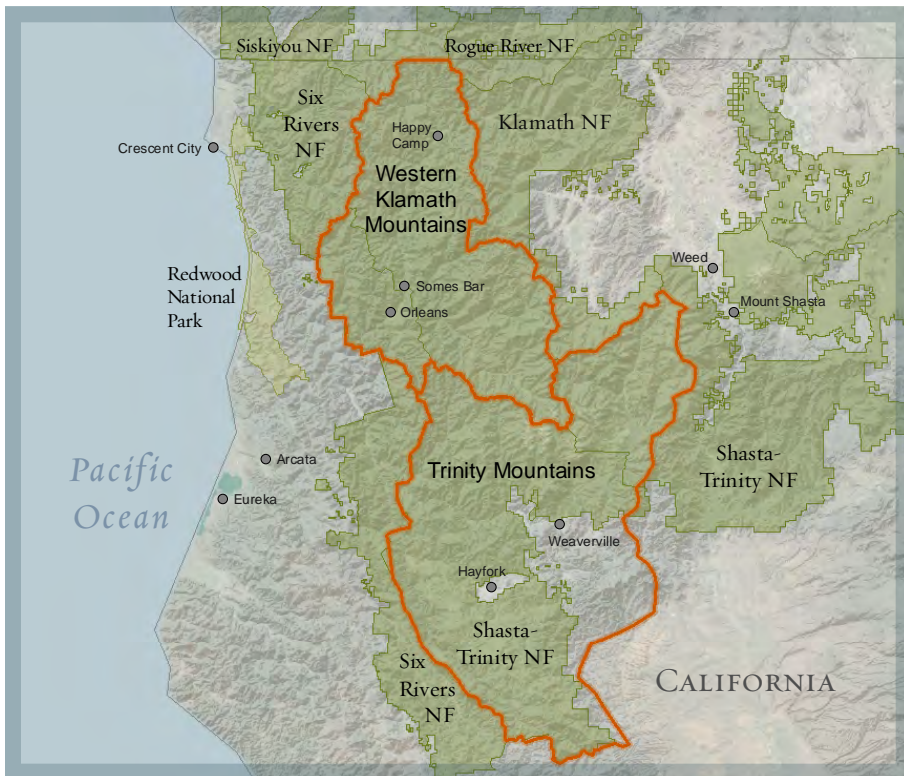 Siskiyou NF
Rogue River NF
Six
Rivers
NF
Klamath NF
Happy
Camp
Crescent City
Western
Klamath
Mountains
Weed
Redwood
National
Park
Somes Bar
Orleans
Mount Shasta
Shasta-
Trinity NF
Pacific
Ocean
Arcata
Trinity Mountains
Eureka
Weaverville
Hayfork
Shasta-
Trinity NF
Six
Rivers
NF
CALIFORNIA